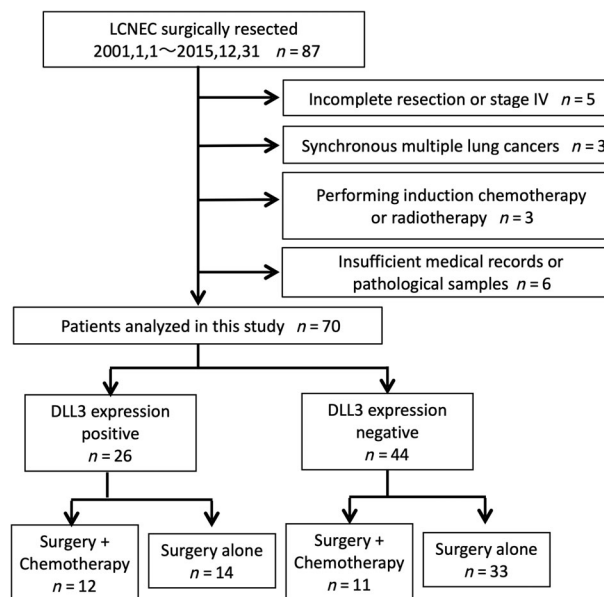 LCNEC surgically resected
2001,1,1～2015,12,31 n = 87
Incomplete resection or stage IV n = 5
Synchronous multiple lung cancers n = 3
Performing induction chemotherapy
or radiotherapy n = 3
Insufficient medical records or
pathological samples n = 6
Patients analyzed in this study n = 70
DLL3 expression
positive
n = 26
DLL3 expression
negative
n = 44
Surgery +
Chemotherapy
n = 12
Surgery alone
n = 14
Surgery +
Chemotherapy
n = 11
Surgery alone
n = 33